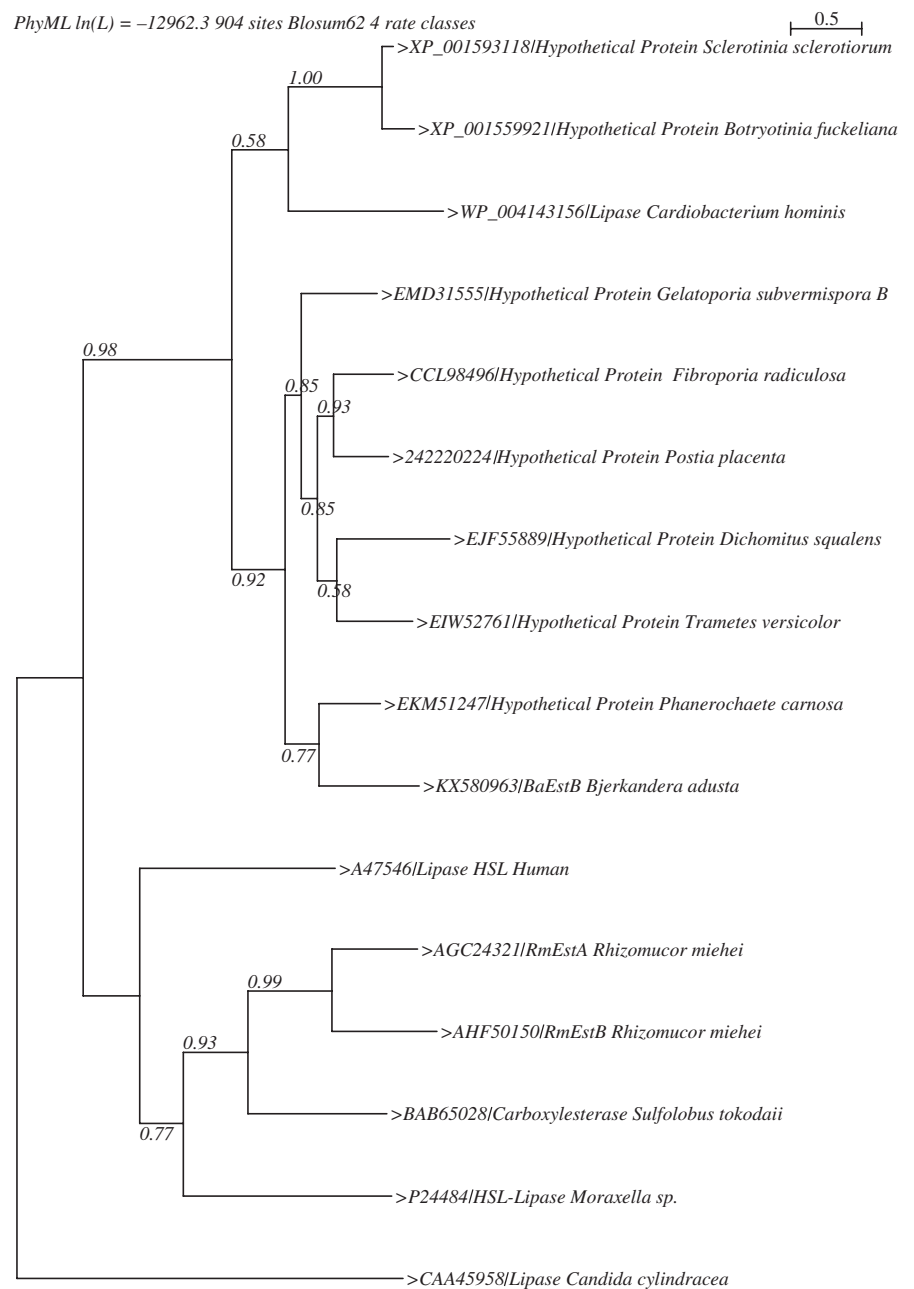 PhyML ln(L) = –12962.3 904 sites Blosum62 4 rate classes
0.5
>XP_001593118|Hypothetical Protein Sclerotinia sclerotiorum
1.00
>XP_001559921|Hypothetical Protein Botryotinia fuckeliana
0.58
>WP_004143156|Lipase Cardiobacterium hominis
>EMD31555|Hypothetical Protein Gelatoporia subvermispora B
0.98
>CCL98496|Hypothetical Protein Fibroporia radiculosa
0.85
0.93
>242220224|Hypothetical Protein Postia placenta
0.85
>EJF55889|Hypothetical Protein Dichomitus squalens
0.92
0.58
>EIW52761|Hypothetical Protein Trametes versicolor
>EKM51247|Hypothetical Protein Phanerochaete carnosa
0.77
>KX580963|BaEstB Bjerkandera adusta
>A47546|Lipase HSL Human
>AGC24321|RmEstA Rhizomucor miehei
0.99
>AHF50150|RmEstB Rhizomucor miehei
0.93
>BAB65028|Carboxylesterase Sulfolobus tokodaii
0.77
>P24484|HSL-Lipase Moraxella sp.
>CAA45958|Lipase Candida cylindracea